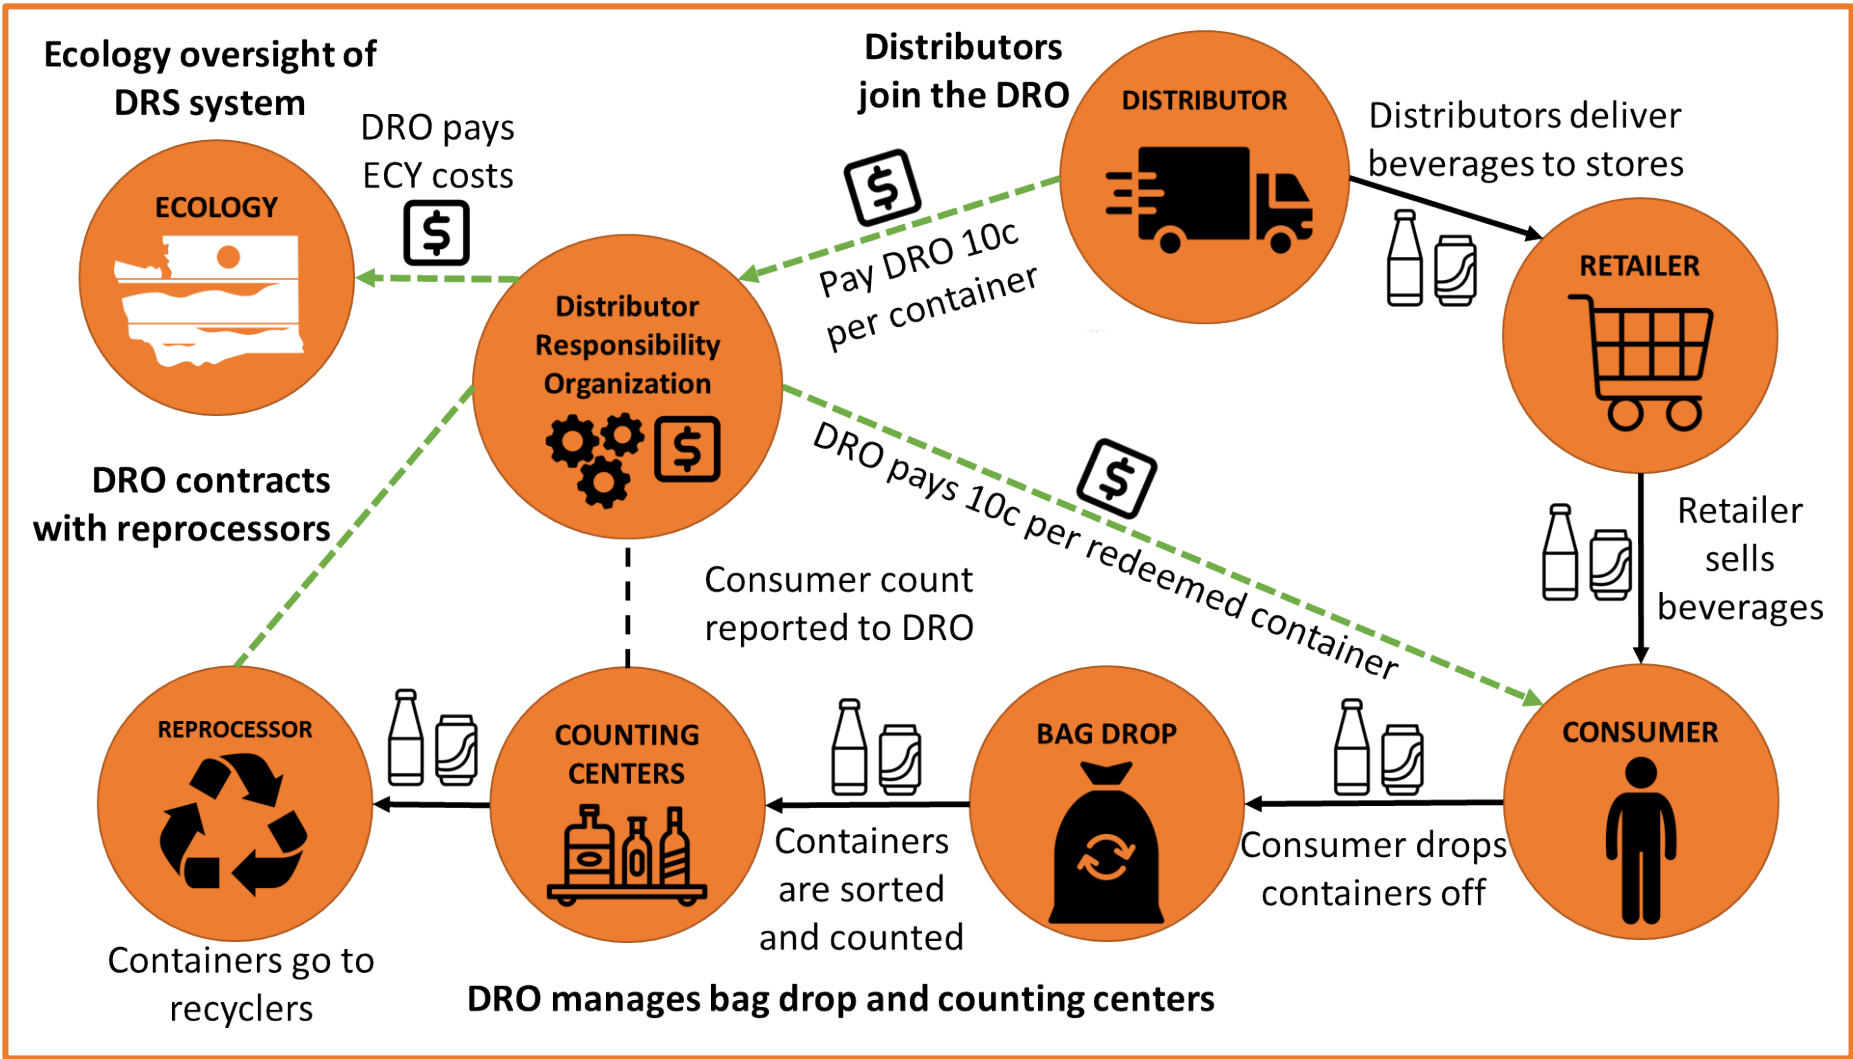 Ecology oversight of
DRS system
DRO pays
ECY costs
$
ECOLOGY
Distributors
join the DRO
DISTRIBUTOR
Distributors deliver
beverages to stores
$
Pay DRO 10c
per container
RETAILER
Distributor
Responsibility
Organization
$
DRO contracts
with reprocessors
$
DRO pays 10c per redeemed container
Retailer
sells
beverages
Consumer count
reported to DRO
REPROCESSOR
COUNTING
CENTERS
BAG DROP
CONSUMER
Containers
are sorted
and counted
Consumer drops
containers off
Containers go to
recyclers
DRO manages bag drop and counting centers